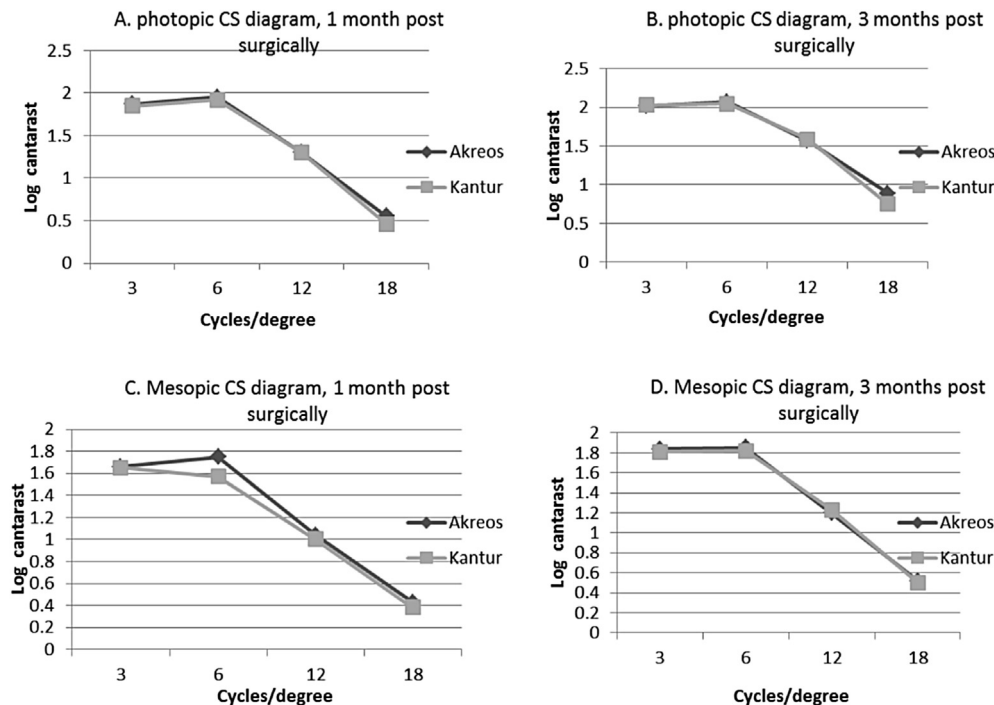 A. photopic CS diagram, 1 month post
surgically
2.5
2
1.5
1
0.5
0
Log cantarast
3 6 12 18
Cycles/degree
Akreos
Kantur
B. photopic CS diagram, 3 months post
surgically
2.5
2
1.5
1
0.5
0
Log cantarast
3 6 12 18
Cycles/degree
Akreos
Kantur
C. Mesopic CS diagram, 1 month post
surgically
2
1.8
1.6
1.4
1.2
1
0.8
0.6
0.4
0.2
0
Log cantarast
3 6 12 18
Cycles/degree
Akreos
Kantur
D. Mesopic CS diagram, 3 months post
surgically
2
1.8
1.6
1.4
1.2
1
0.8
0.6
0.4
0.2
0
Log cantarast
3 6 12 18
Cycles/degree
Akreos
Kantur